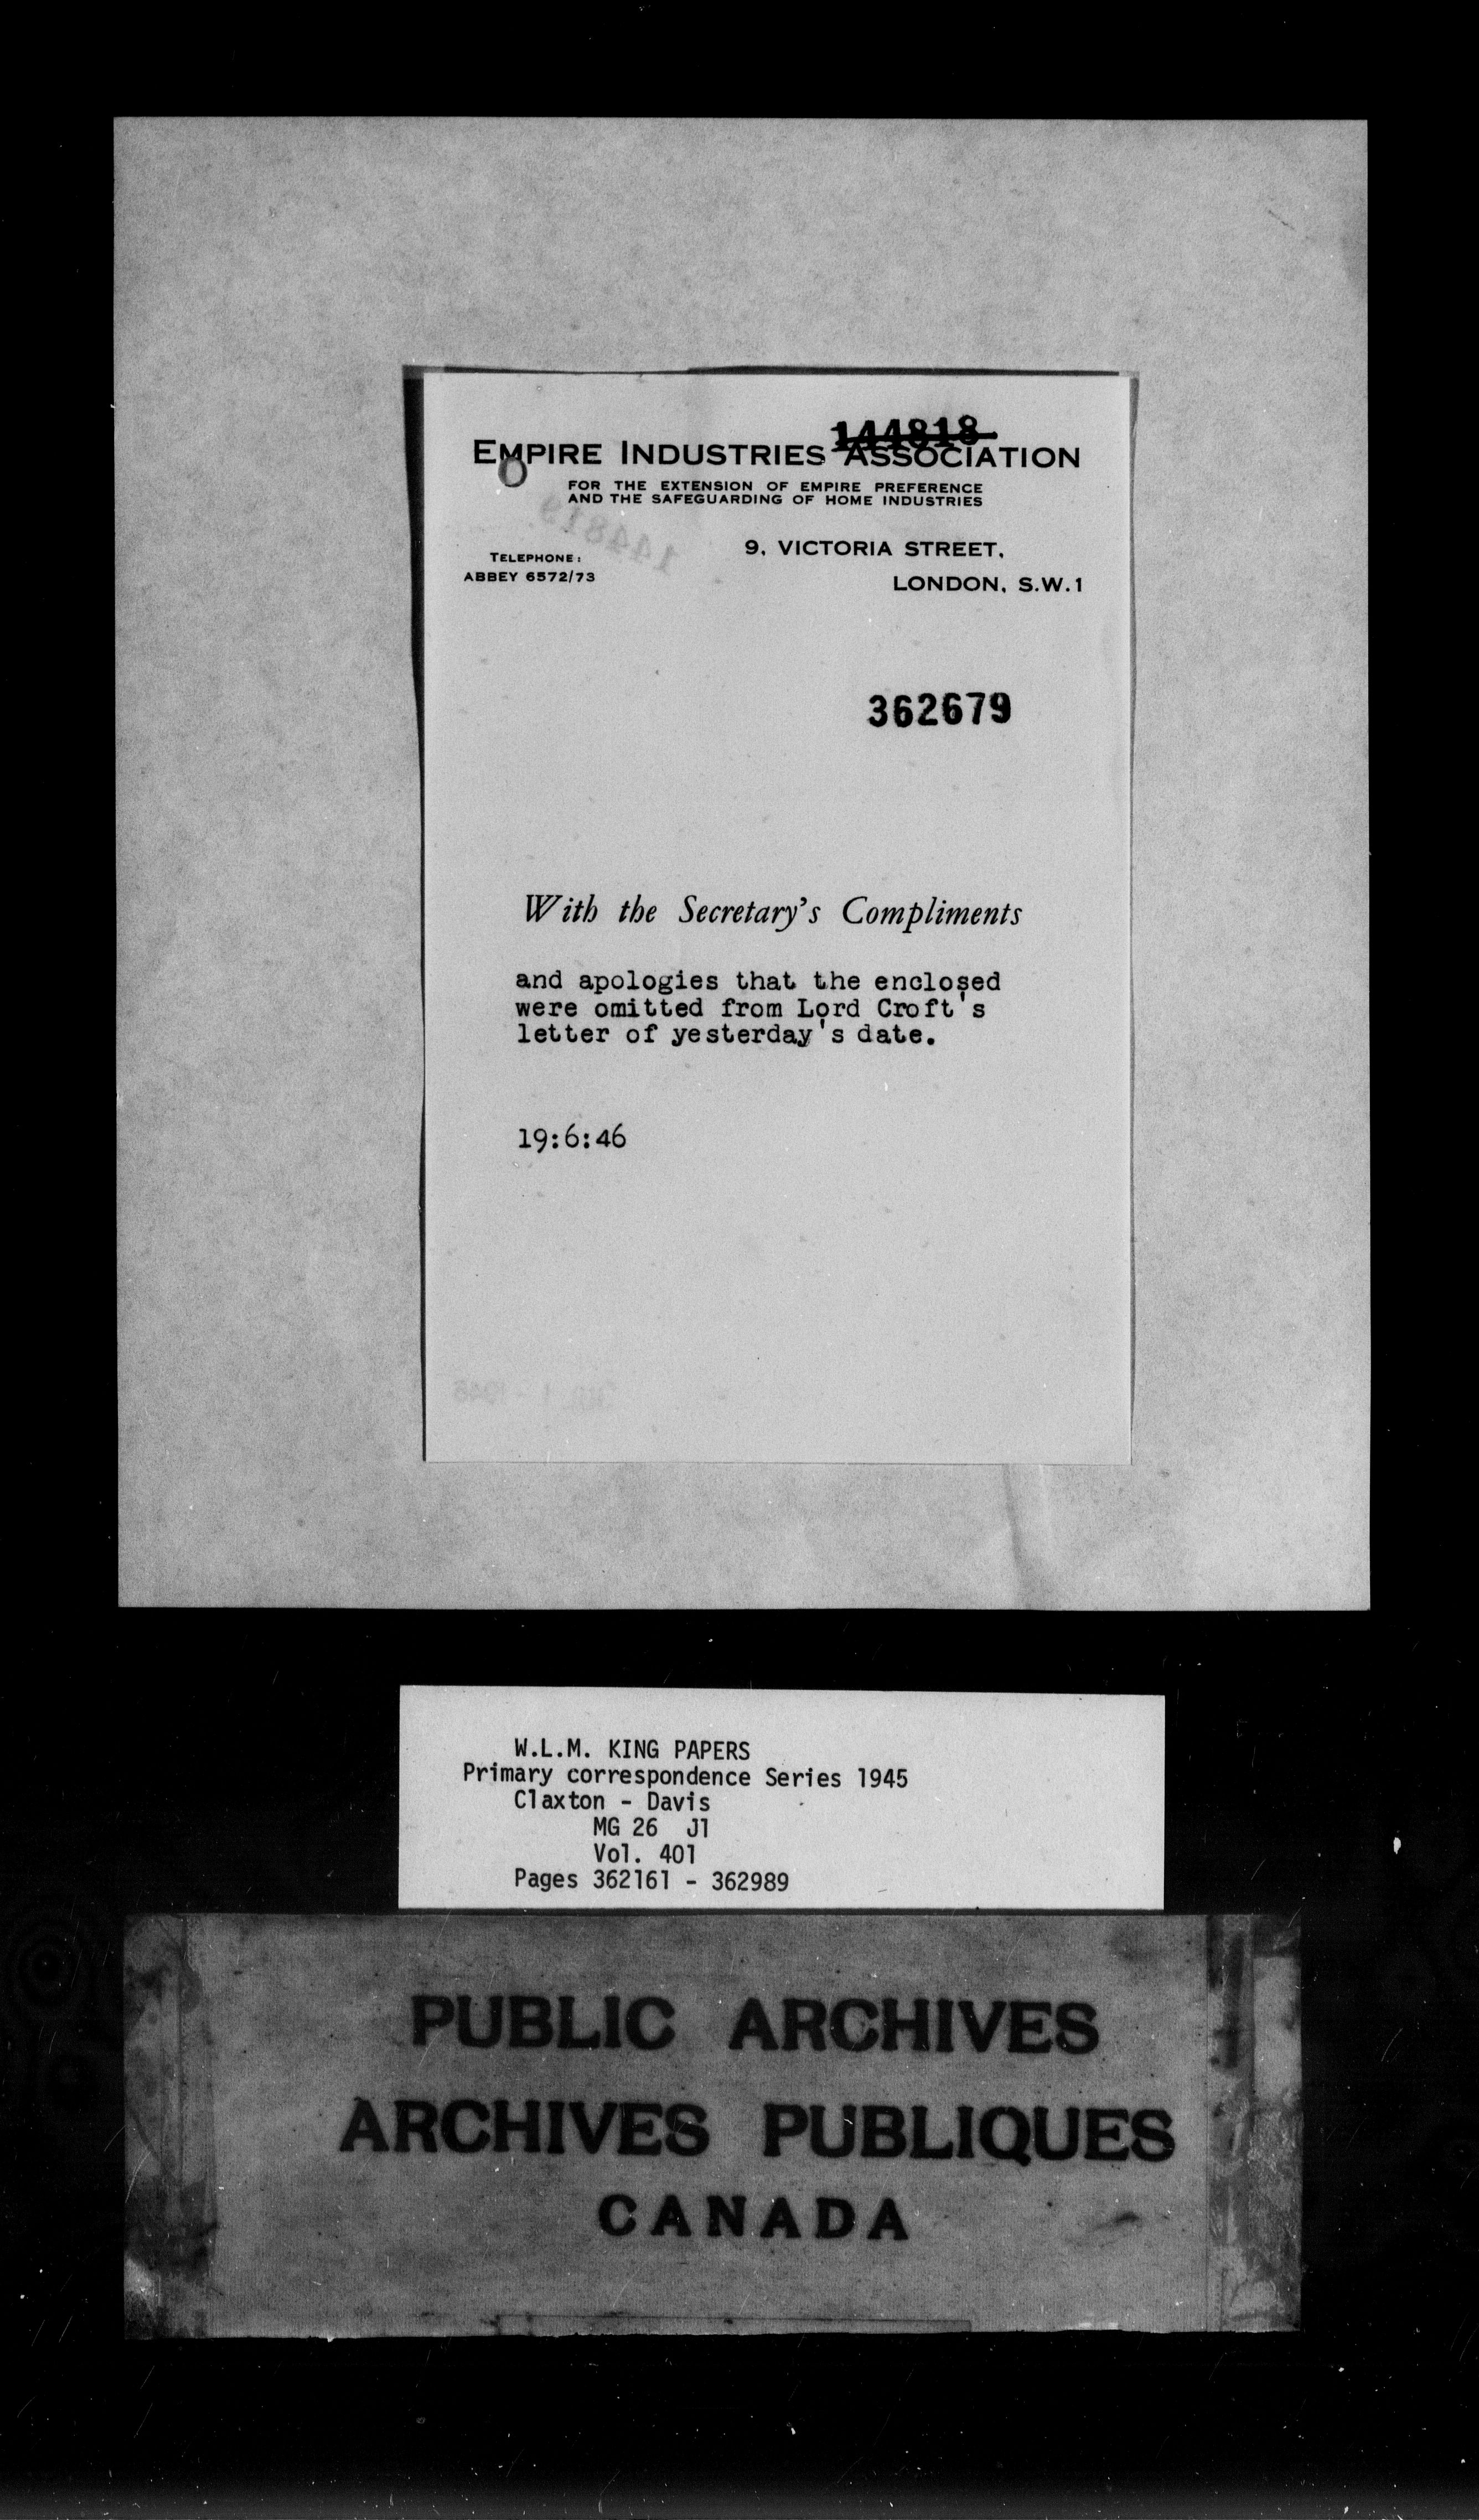 144818
EMPIRE INDUSTRIES ASSOCIATION
FOR THE EXTENSION OF EMPIRE PREFERENCE
AND THE SAFEGUARDING OF HOME INDUSTRIES
144819
TELEPHONE:
ABBEY 6572/73
9, VICTORIA STREET,
LONDON, S.W.1
362679
With the Secretary's Compliments
and apologies that the enclosed
were omitted from Lord Croft's
letter of yesterday's date.
19:6:46
W.L.M. KING PAPERS
Primary correspondence Series 1945
Claxton - Davis
MG 26 J1
Vol. 401
Pages 362161 - 362989
PUBLIC ARCHIVES
ARCHIVES PUBLIQUES
CANADA